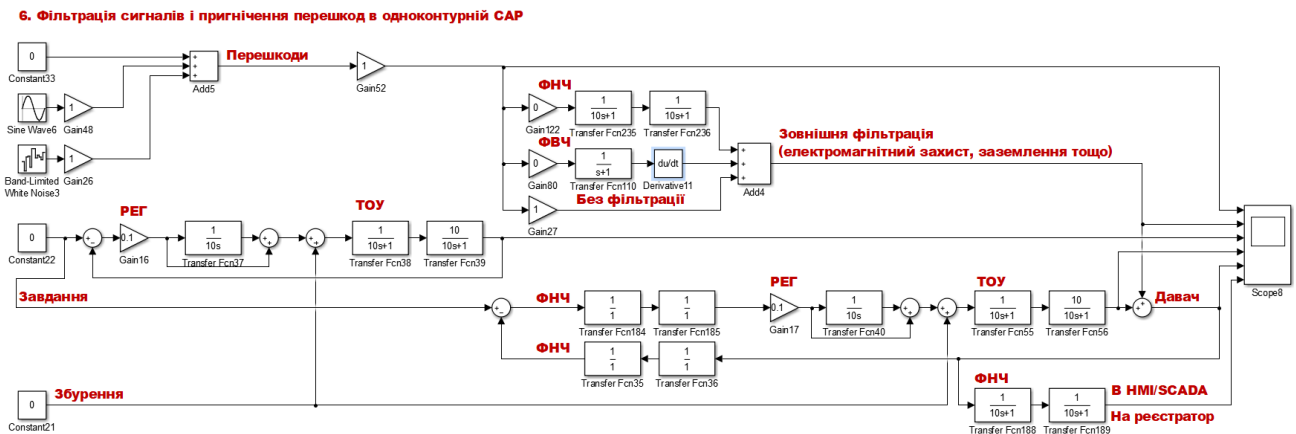 6. Фільтрація сигналів і пригнічення перешкод в одноконтурній САР
0
Constant33
Sine Wave6
1
Gain48
Band-Limited
White Noise3
1
Gain26
+
+
+
Add5
Перешкоди
1
Gain52
ФНЧ
0
Gain122
1
10s+1
Transfer Fcn235
1
10s+1
Transfer Fcn236
ФВЧ
0
Gain80
1
s+1
Transfer Fcn110
du/dt
Derivative11
Без фільтрації
1
Gain27
+
+
+
Add4
Зовнішня фільтрація
(електромагнітний захист, заземлення тощо)
0
Constant22
РЕГ
0.1
Gain16
1
10s
Transfer Fcn37
ТОУ
1
10s+1
Transfer Fcn38
10
10s+1
Transfer Fcn39
Scope8
Завдання
ФНЧ
1
1
Transfer Fcn184
1
1
Transfer Fcn185
РЕГ
0.1
Gain17
1
10s
Transfer Fcn40
ТОУ
1
10s+1
Transfer Fcn55
10
10s+1
Transfer Fcn56
Давач
ФНЧ
1
1
Transfer Fcn35
1
1
Transfer Fcn36
Збурення
0
Constant21
ФНЧ
1
10s+1
Transfer Fcn188
1
10s+1
Transfer Fcn189
В HMI/SCADA
На реєстратор